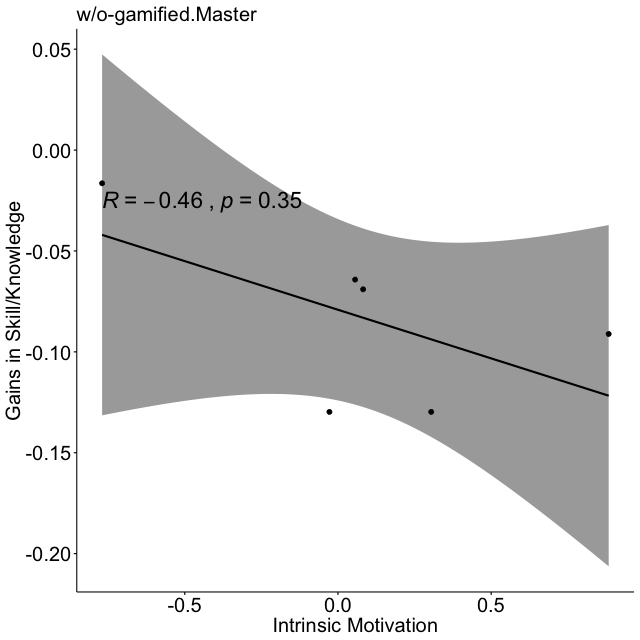 w/o-gamified.Master
0.05
0.00
R = −0.46 , p = 0.35
-0.05
-0.10
-0.15
-0.20
Gains in Skill/Knowledge
-0.5
0.0
0.5
Intrinsic Motivation